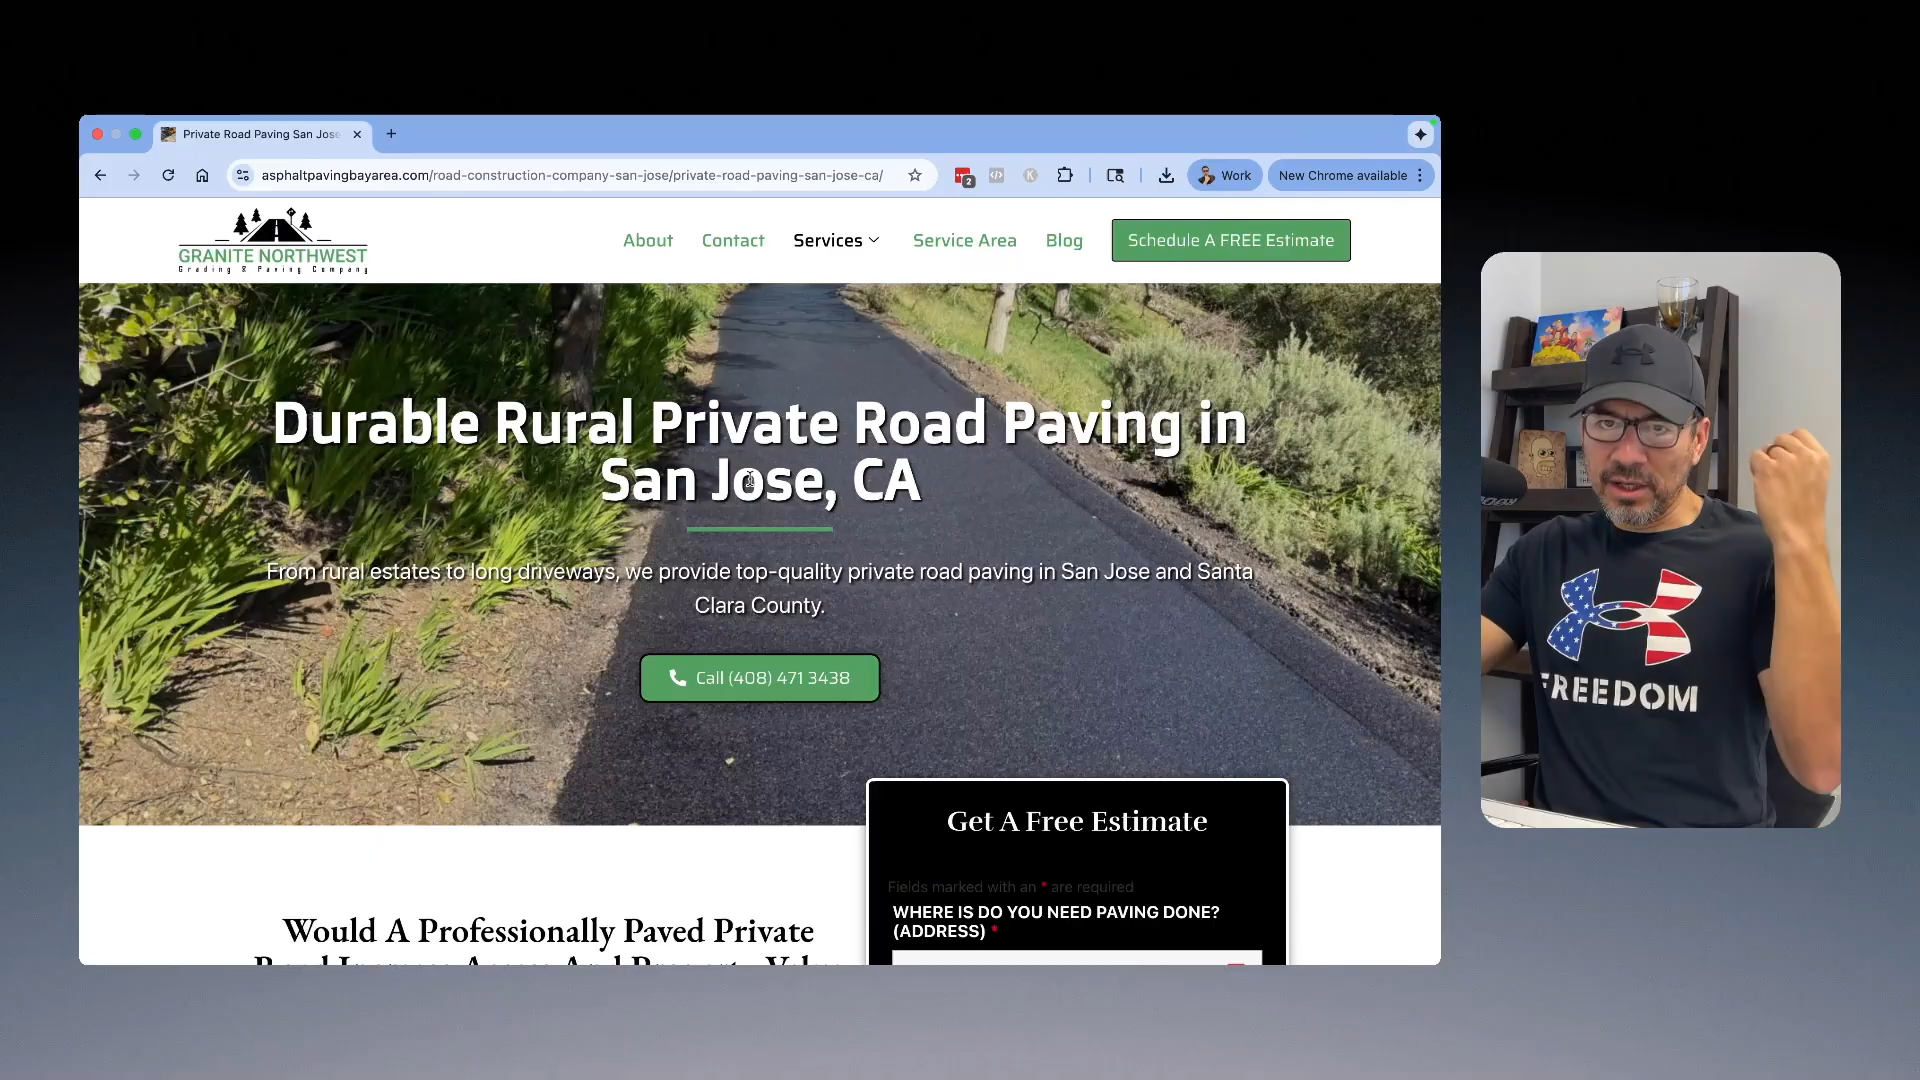 Private Road Paving San Jose
asphaltpavingbayarea.com/road-construction-company-san-jose/private-road-paving-san-jose-ca/
2
K
Work
New Chrome available
GRANITE NORTHWEST
Grading & Paving Company
About
Contact
Services
Service Area
Blog
Schedule A FREE Estimate
Durable Rural Private Road Paving in
San Jose, CA
From rural estates to long driveways, we provide top-quality private road paving in San Jose and Santa
Clara County.
Call (408) 471 3438
Get A Free Estimate
Fields marked with an * are required
WHERE IS DO YOU NEED PAVING DONE?
(ADDRESS) *
Would A Professionally Paved Private
FREEDOM